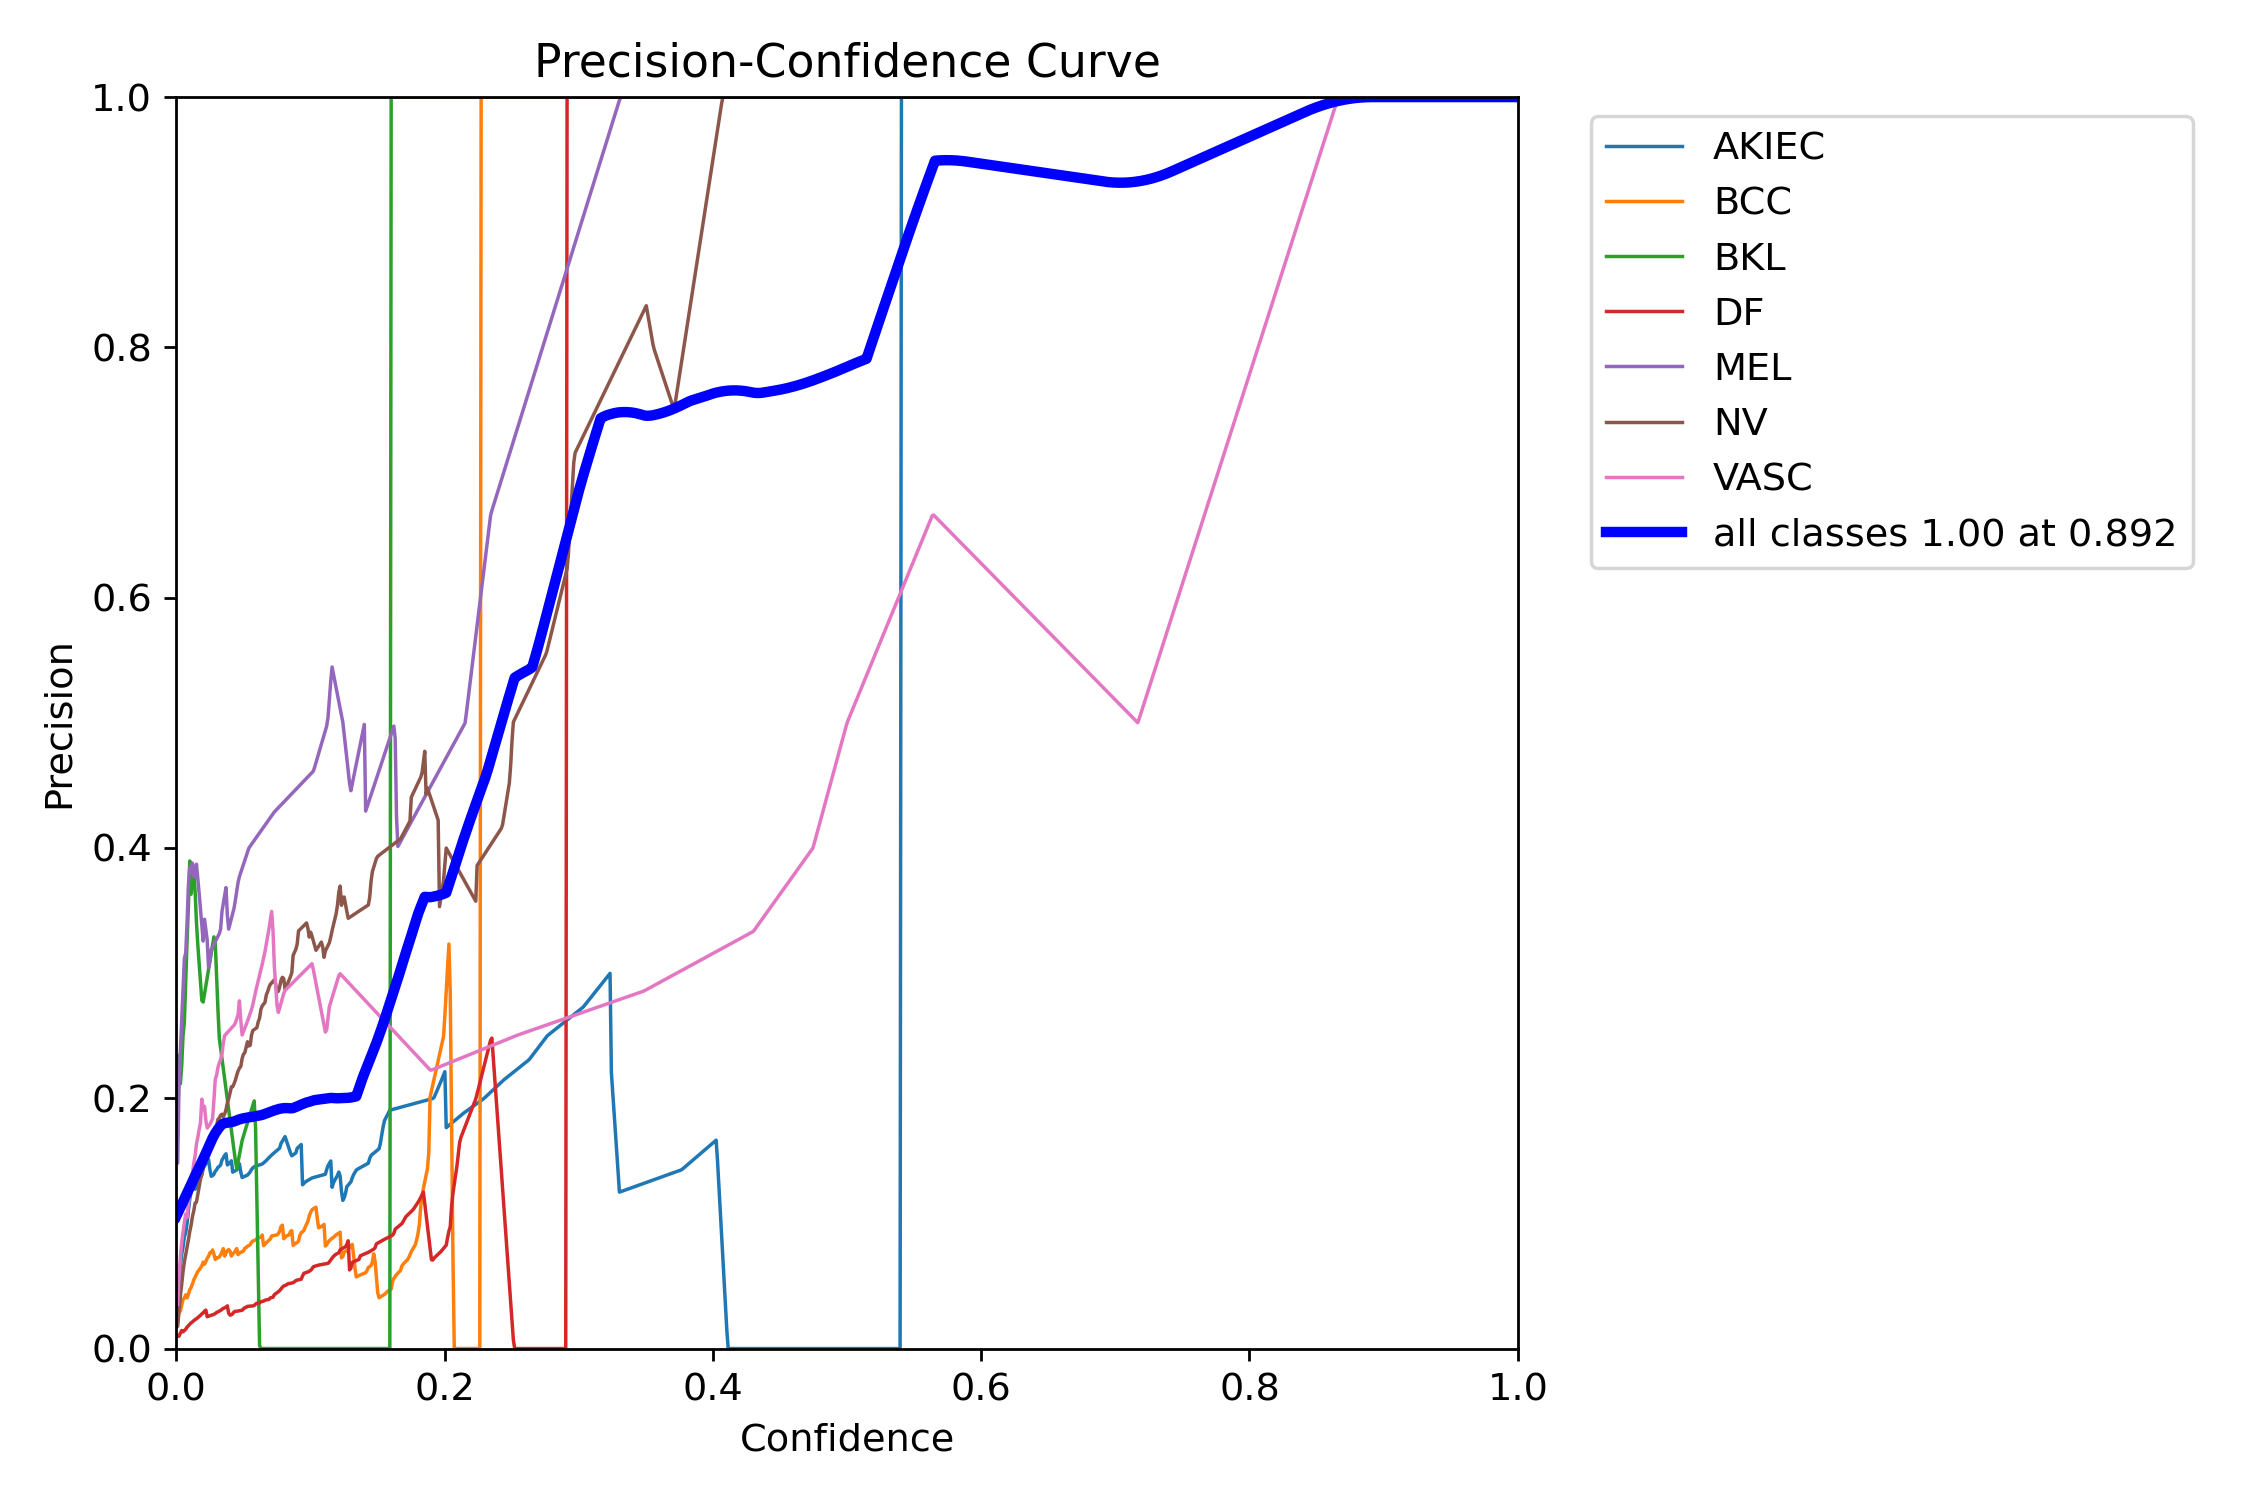 Precision-Confidence Curve
1.0
0.8
0.6
0.4
0.2
0.0
Precision
0.0 0.2 0.4 0.6 0.8 1.0
Confidence
AKIEC
BCC
BKL
DF
MEL
NV
VASC
all classes 1.00 at 0.892